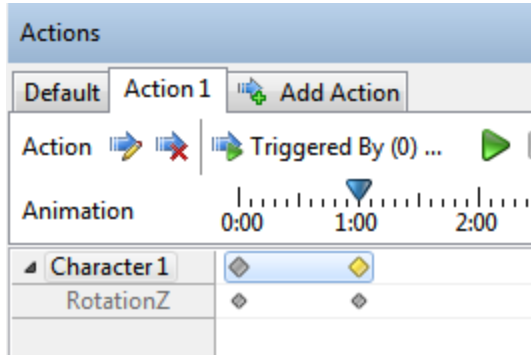 Actions
Default Action 1 Add Action
Action Triggered By (0) ...
Animation 0:00 1:00 2:00
Character 1
RotationZ